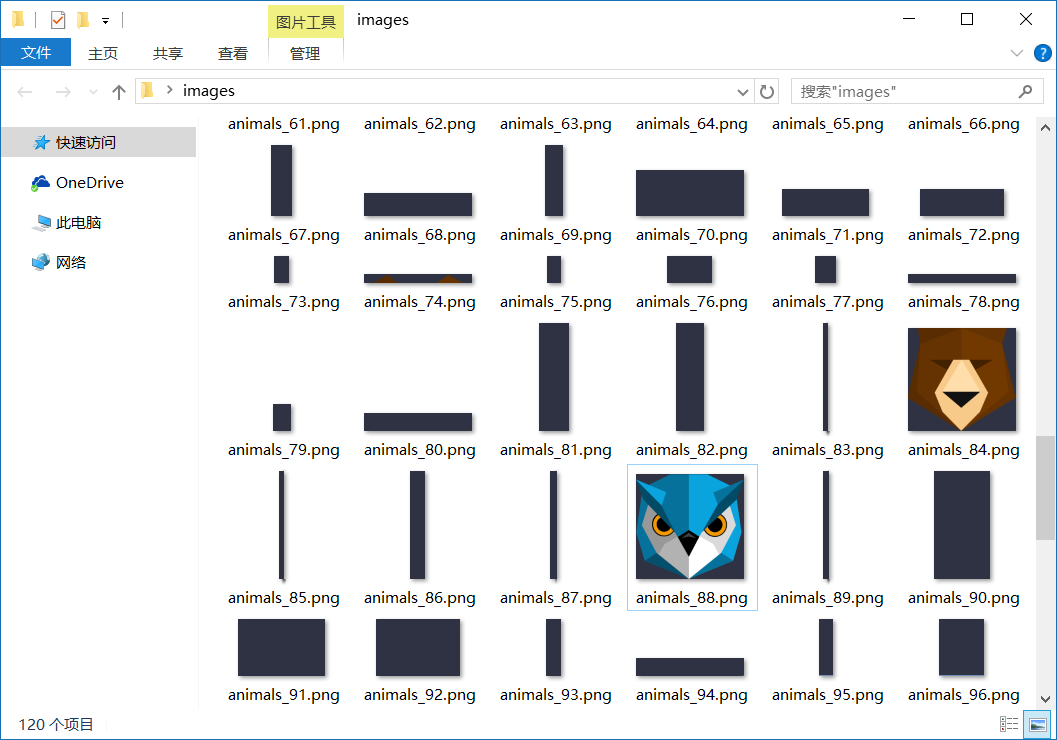 图片工具 images
文件 主页 共享 查看 管理 ?
images 搜索"images"
快速访问
OneDrive
此电脑
网络
animals_61.png animals_62.png animals_63.png animals_64.png animals_65.png animals_66.png
animals_67.png animals_68.png animals_69.png animals_70.png animals_71.png animals_72.png
animals_73.png animals_74.png animals_75.png animals_76.png animals_77.png animals_78.png
animals_79.png animals_80.png animals_81.png animals_82.png animals_83.png animals_84.png
animals_85.png animals_86.png animals_87.png animals_88.png animals_89.png animals_90.png
animals_91.png animals_92.png animals_93.png animals_94.png animals_95.png animals_96.png
120 个项目